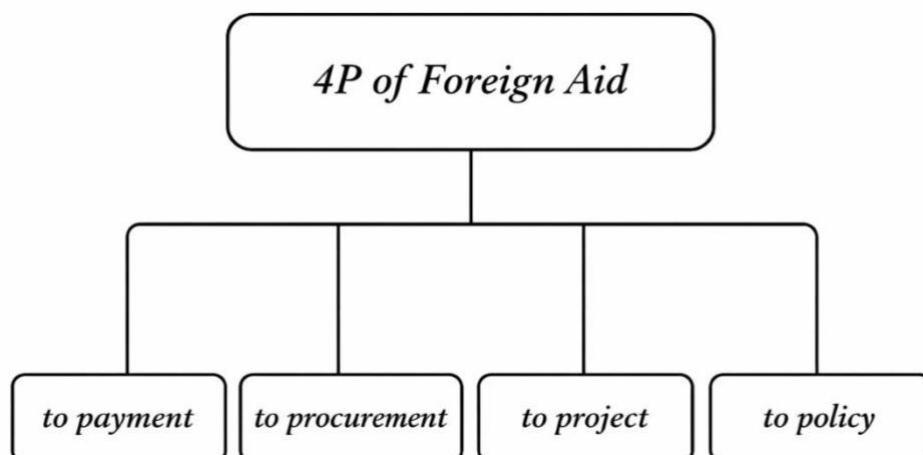 4P of Foreign Aid
to payment
to procurement
to project
to policy